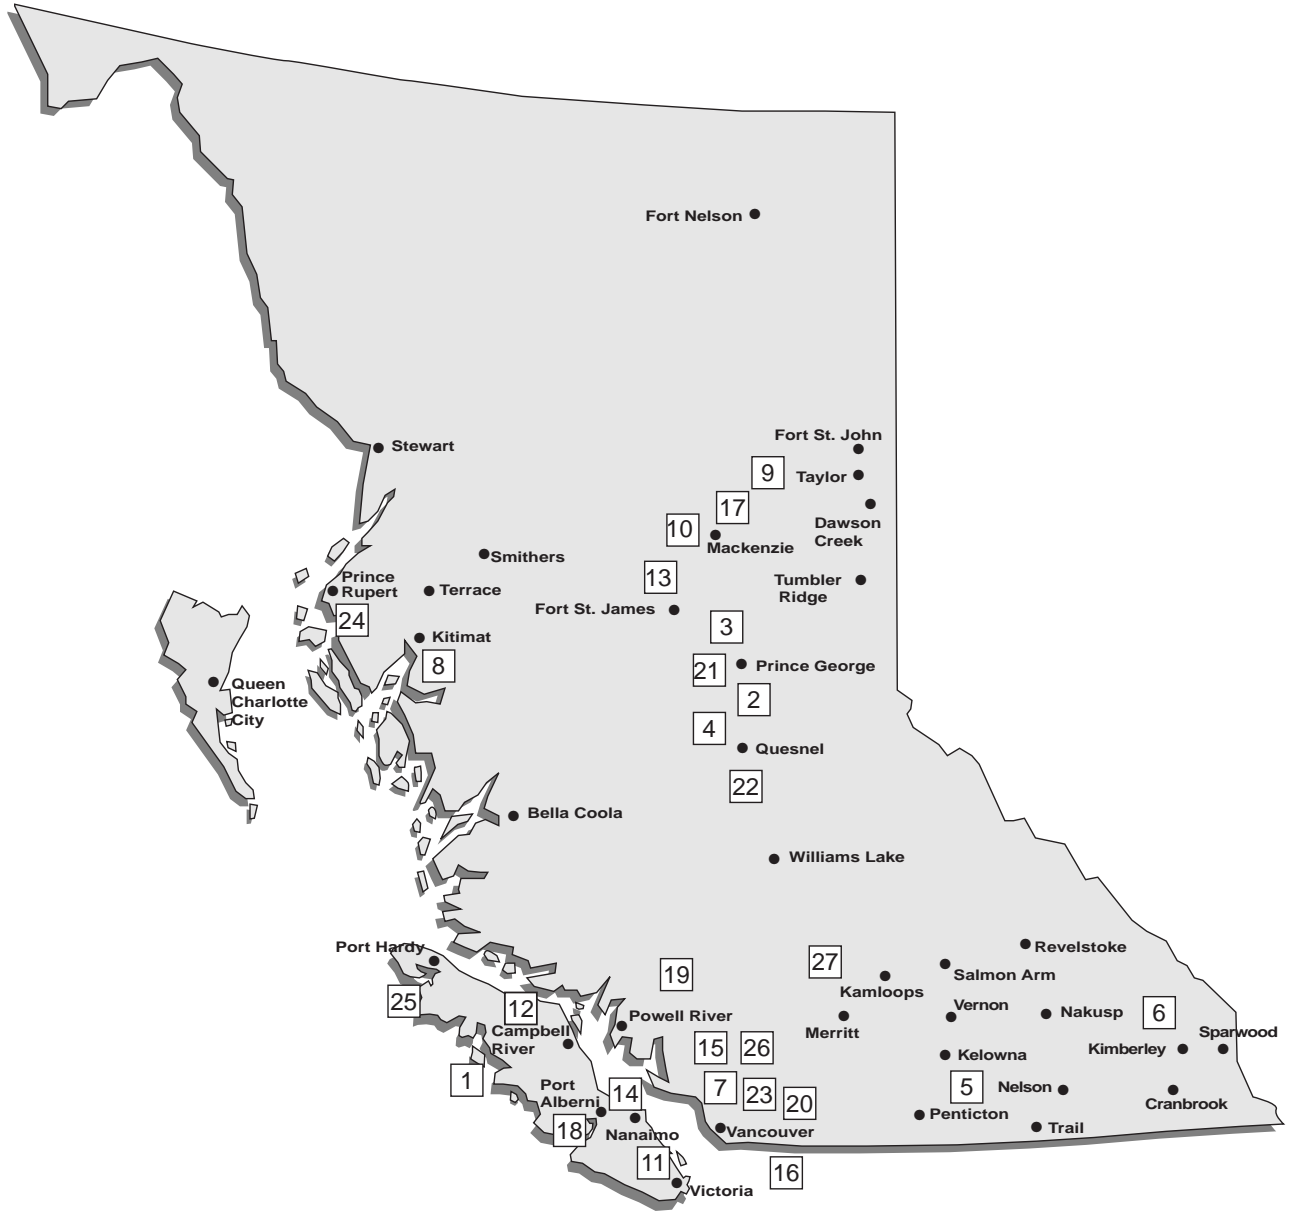 Fort Nelson
Fort St. John
9
Taylor
Stewart
17
Dawson
Creek
10
Mackenzie
Smithers
13
Tumbler
Ridge
Prince
Rupert
Terrace
Fort St. James
24
3
Kitimat
8
21
Prince George
Queen
Charlotte
City
2
4
Quesnel
22
Bella Coola
Williams Lake
Port Hardy
Revelstoke
27
19
Salmon Arm
Kamloops
25
12
Vernon
Nakusp
6
Powell River
Merritt
Campbell
River
Sparwood
15
26
Kelowna
Kimberley
1
Port
Alberni
14
7
23
20
5
Nelson
Cranbrook
Penticton
18
Nanaimo
Vancouver
Trail
11
16
Victoria